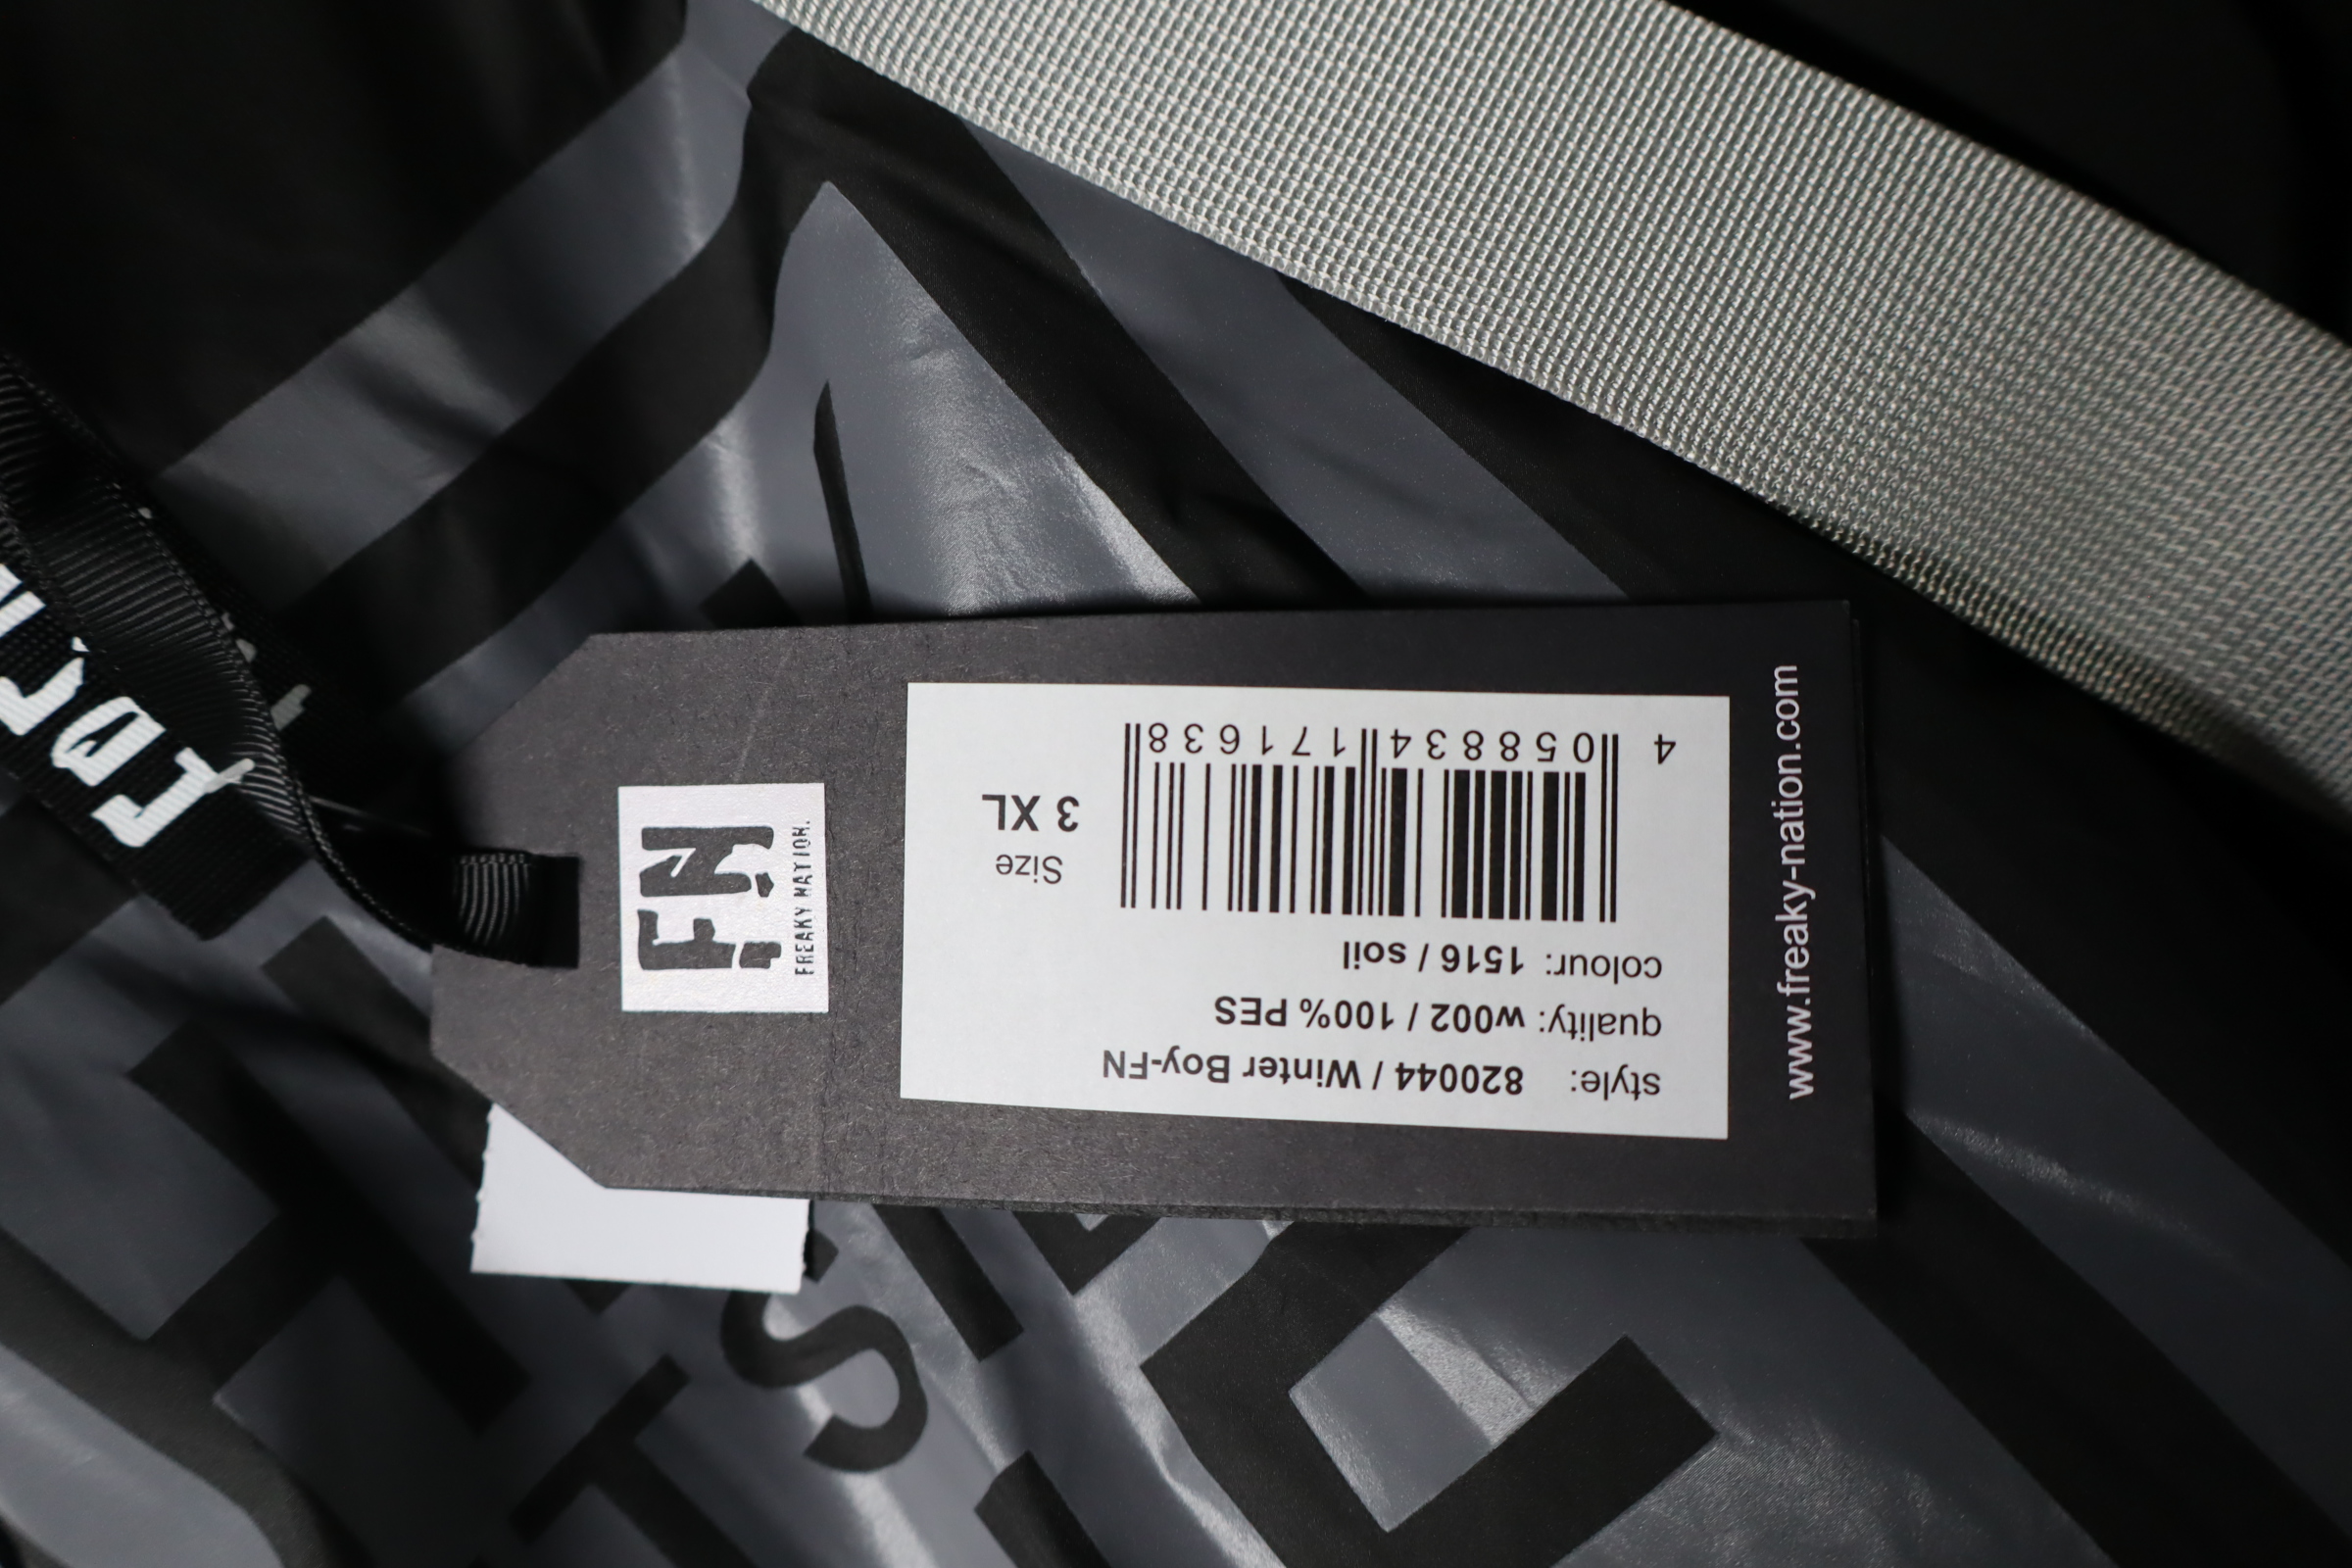 FN
FREAKY NATION.
style: 820044 / Winter Boy-FN
quality: w002 / 100% PES
colour: 1516 / soil
Size
3 XL
4 058834 171638
www.freaky-nation.com